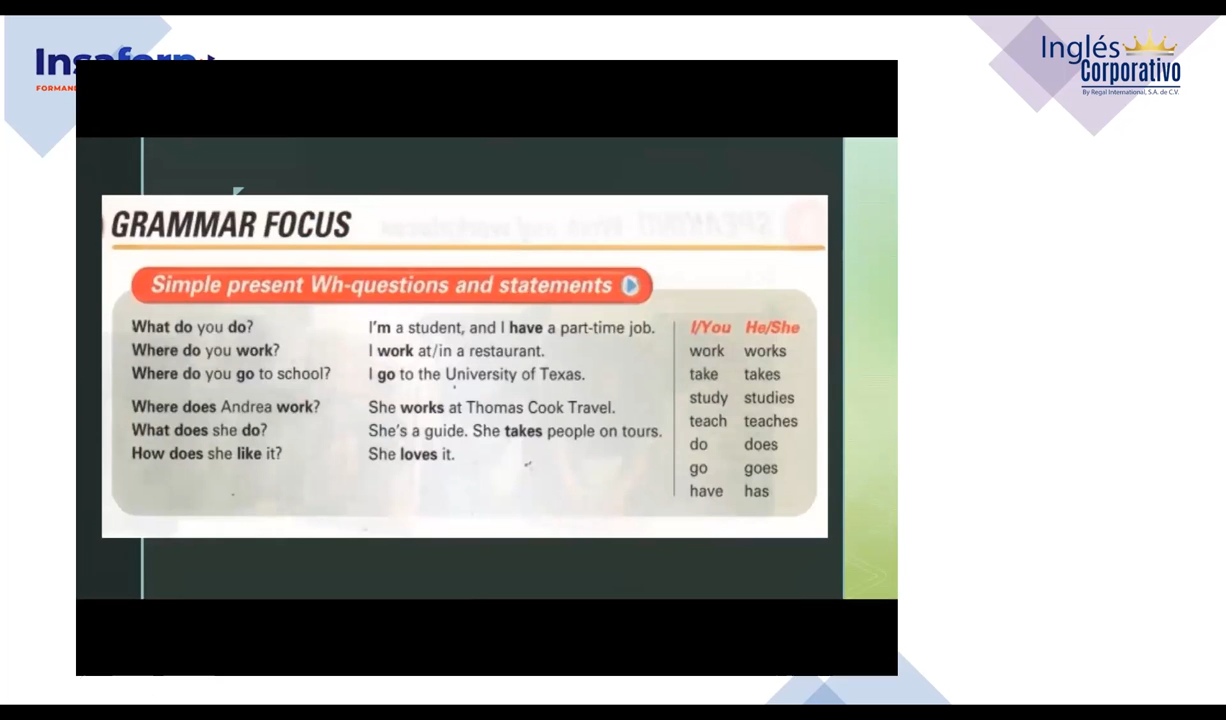 Inglés
Corporativo
By Regal International, S.A. de C.V.
GRAMMAR FOCUS
Simple present Wh-questions and statements
What do you do? I'm a student, and I have a part-time job.
Where do you work? I work at/in a restaurant.
Where do you go to school? I go to the University of Texas.
Where does Andrea work? She works at Thomas Cook Travel.
What does she do? She's a guide. She takes people on tours.
How does she like it? She loves it.
I/You He/She
work works
take takes
study studies
teach teaches
do does
go goes
have has